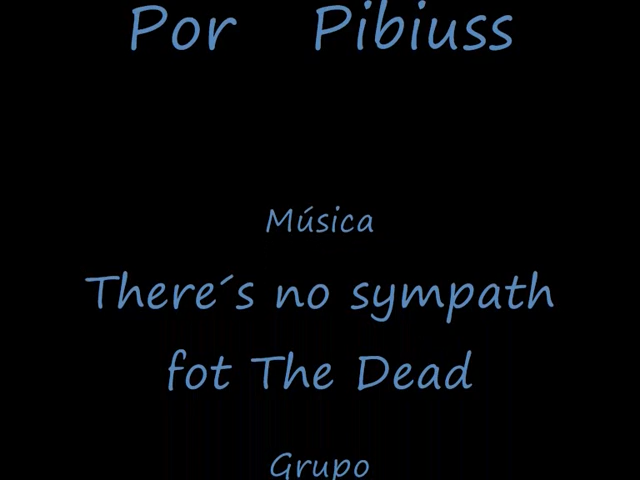 Por Pibiuss
Música
There´s no sympath
fot The Dead
Grupo